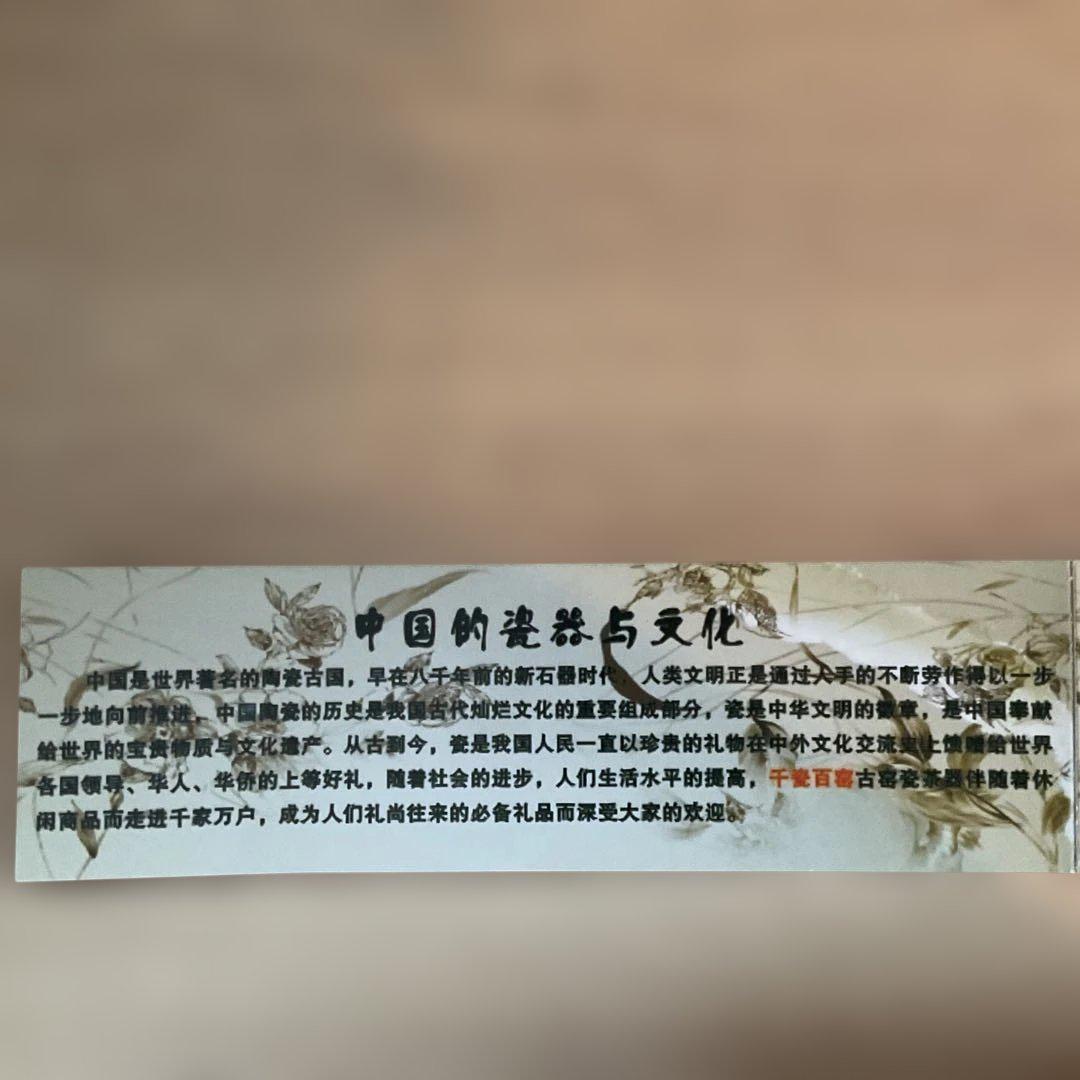 中国的瓷器与文化
中国是世界著名的陶瓷古国，早在八千年前的新石器时代，人类文明正是通过人手的不断劳作得以一步
一步地向前推进，中国陶瓷的历史是我国古代灿烂文化的重要组成部分，瓷是中华文明的徽章，是中国奉献
给世界的宝贵物质与文化遗产。从古到今，瓷是我国人民一直以珍贵的礼物在中外文化交流史上馈赠给世界
各国领导、华人、华侨的上等好礼，随着社会的进步，人们生活水平的提高，千瓷百窑古窑瓷茶器伴随着休
闲商品而走进千家万户，成为人们礼尚往来的必备礼品而深受大家的欢迎。